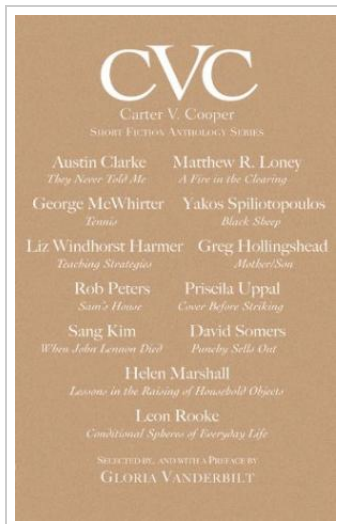 CVC
Carter V. Cooper
Short Fiction Anthology Series
Austin Clarke Matthew R. Loney
They Never Told Me A Fire in the Clearing
George McWhirter Yakos Spiliotopoulos
Tennis Black Sheep
Liz Windhorst Harmer Greg Hollingshead
Teaching Strategies Mother/Son
Rob Peters Priscila Uppal
Sam's House Cover Before Striking
Sang Kim David Somers
When John Lennon Died Punchy Sells Out
Helen Marshall
Lessons in the Raising of Household Objects
Leon Rooke
Conditional Spheres of Everyday Life
Selected by, and with a Preface by
Gloria Vanderbilt